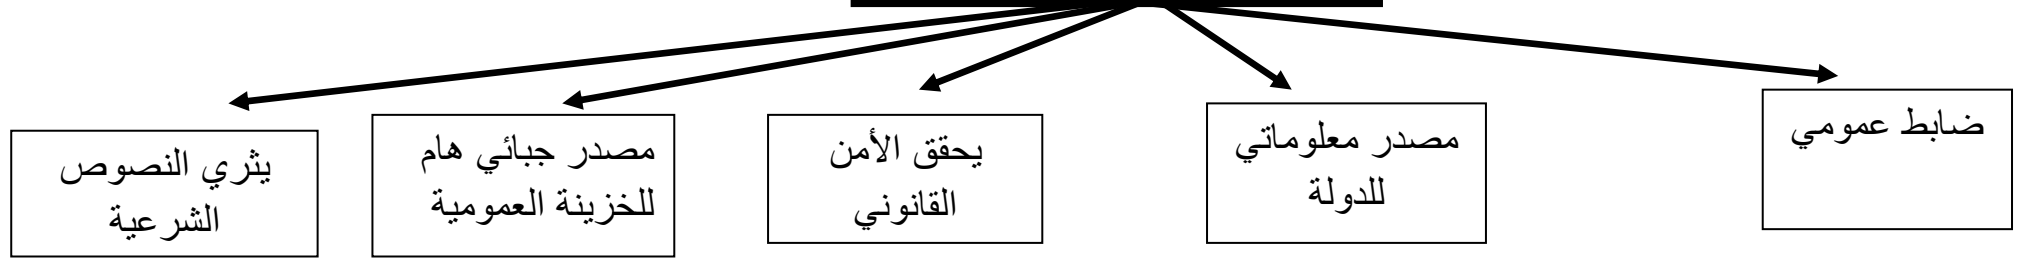 ضابط عمومي
مصدر معلوماتي
للدولة
يحقق الأمن
القانوني
مصدر جبائي هام
للخزينة العمومية
يثري النصوص
الشرعية